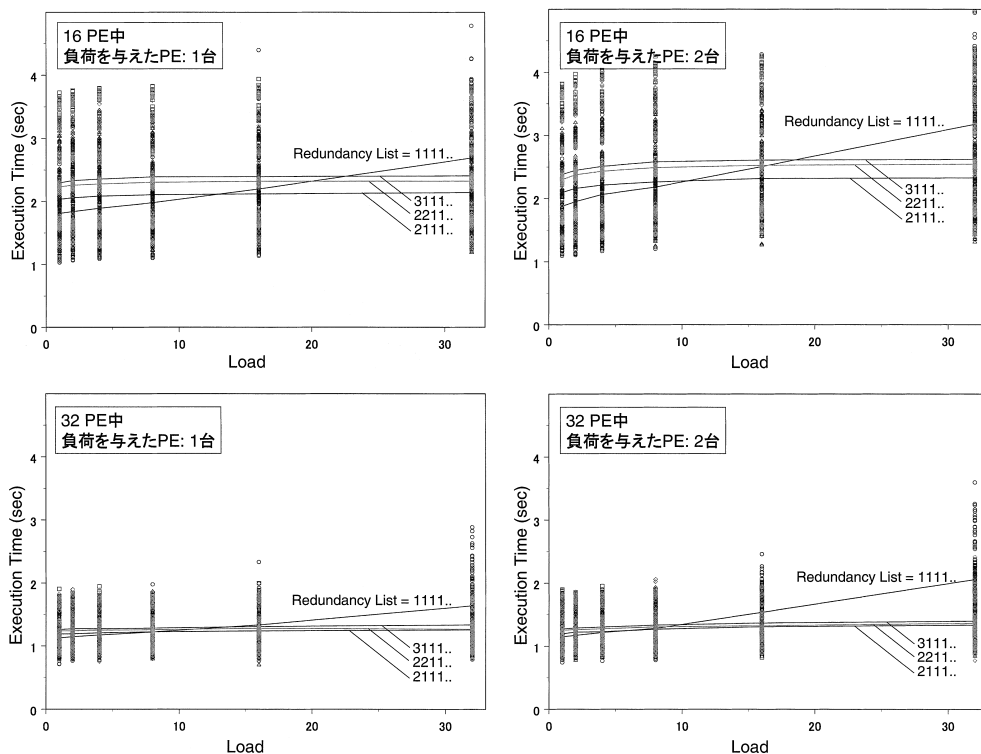 16 PE中
負荷を与えたPE: 1台
Execution Time (sec)
4
3
2
1
0
Redundancy List = 1111..
3111..
2211..
2111..
0
10
20
30
Load
16 PE中
負荷を与えたPE: 2台
Execution Time (sec)
4
3
2
1
0
Redundancy List = 1111..
3111..
2211..
2111..
0
10
20
30
Load
32 PE中
負荷を与えたPE: 1台
Execution Time (sec)
4
3
2
1
0
Redundancy List = 1111..
3111..
2211..
2111..
0
10
20
30
Load
32 PE中
負荷を与えたPE: 2台
Execution Time (sec)
4
3
2
1
0
Redundancy List = 1111..
3111..
2211..
2111..
0
10
20
30
Load